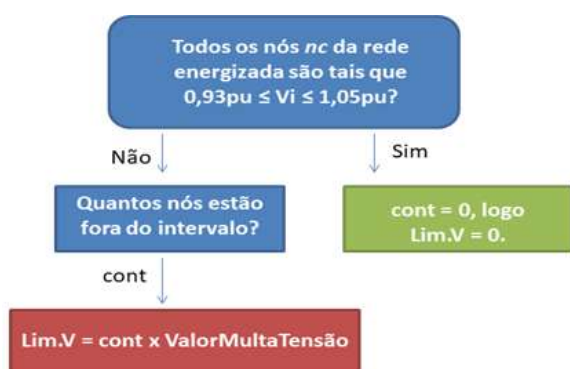 Todos os nós nc da rede
energizada são tais que
0,93pu ≤ Vi ≤ 1,05pu?
Não
Sim
Quantos nós estão
fora do intervalo?
cont = 0, logo
Lim.V = 0.
cont
Lim.V = cont x ValorMultaTensão